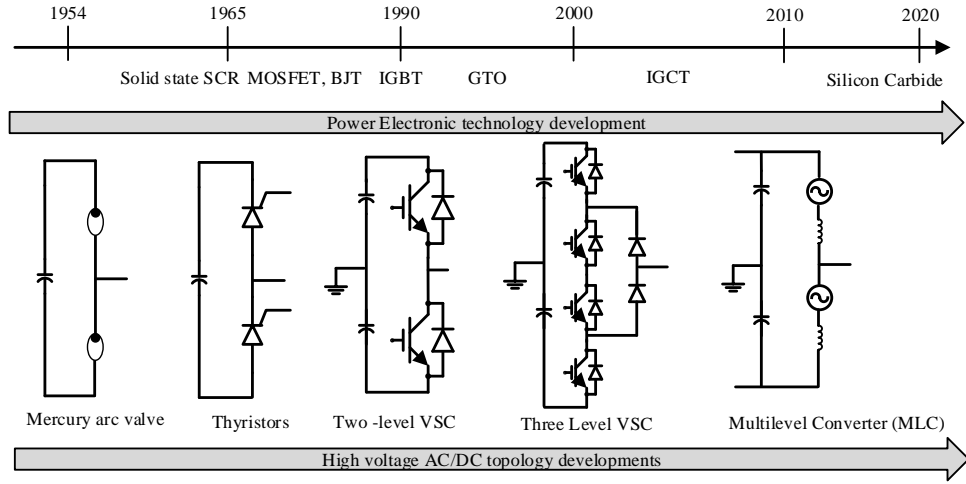 1954 1965 1990 2000 2010 2020
Solid state SCR MOSFET, BJT IGBT GTO IGCT Silicon Carbide
Power Electronic technology development
Mercury arc valve Thyristors Two -level VSC Three Level VSC Multilevel Converter (MLC)
High voltage AC/DC topology developments